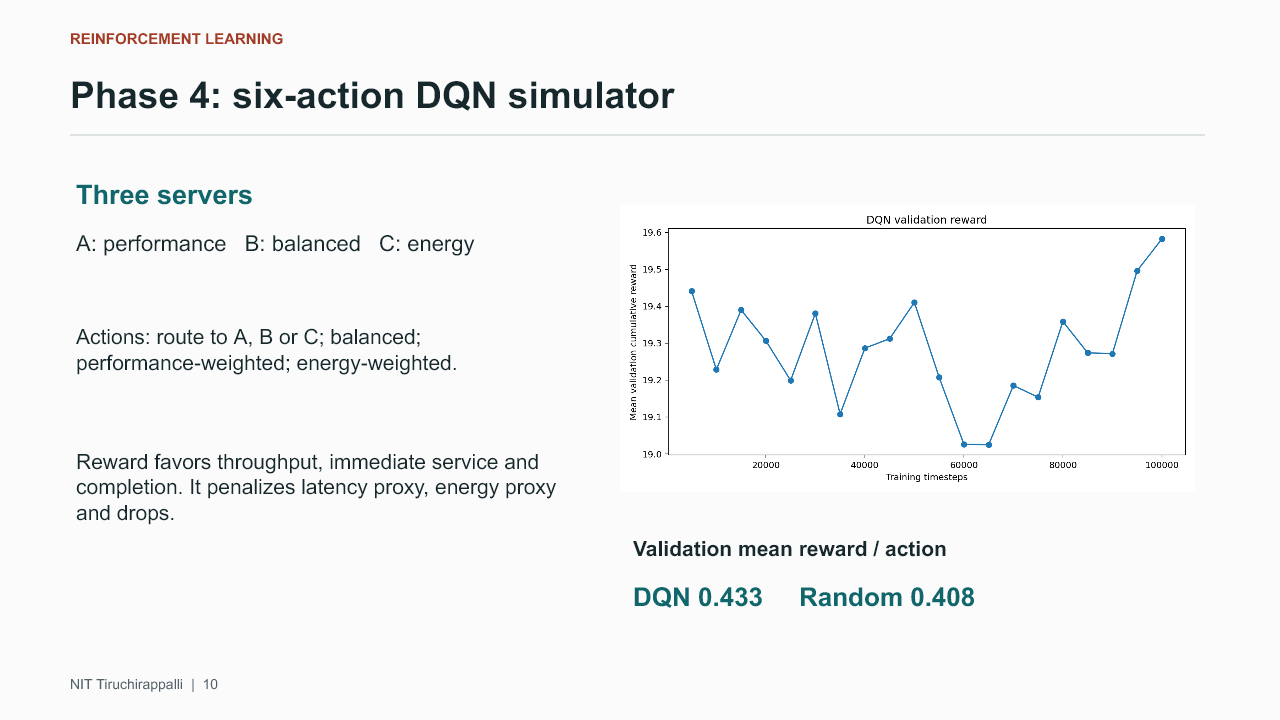 REINFORCEMENT LEARNING
Phase 4: six-action DQN simulator
Three servers
A: performance   B: balanced   C: energy
Actions: route to A, B or C; balanced;
performance-weighted; energy-weighted.
Reward favors throughput, immediate service and
completion. It penalizes latency proxy, energy proxy
and drops.
DQN validation reward
Mean validation cumulative reward
19.6
19.5
19.4
19.3
19.2
19.1
19.0
20000 40000 60000 80000 100000
Training timesteps
Validation mean reward / action
DQN 0.433   Random 0.408
NIT Tiruchirappalli | 10